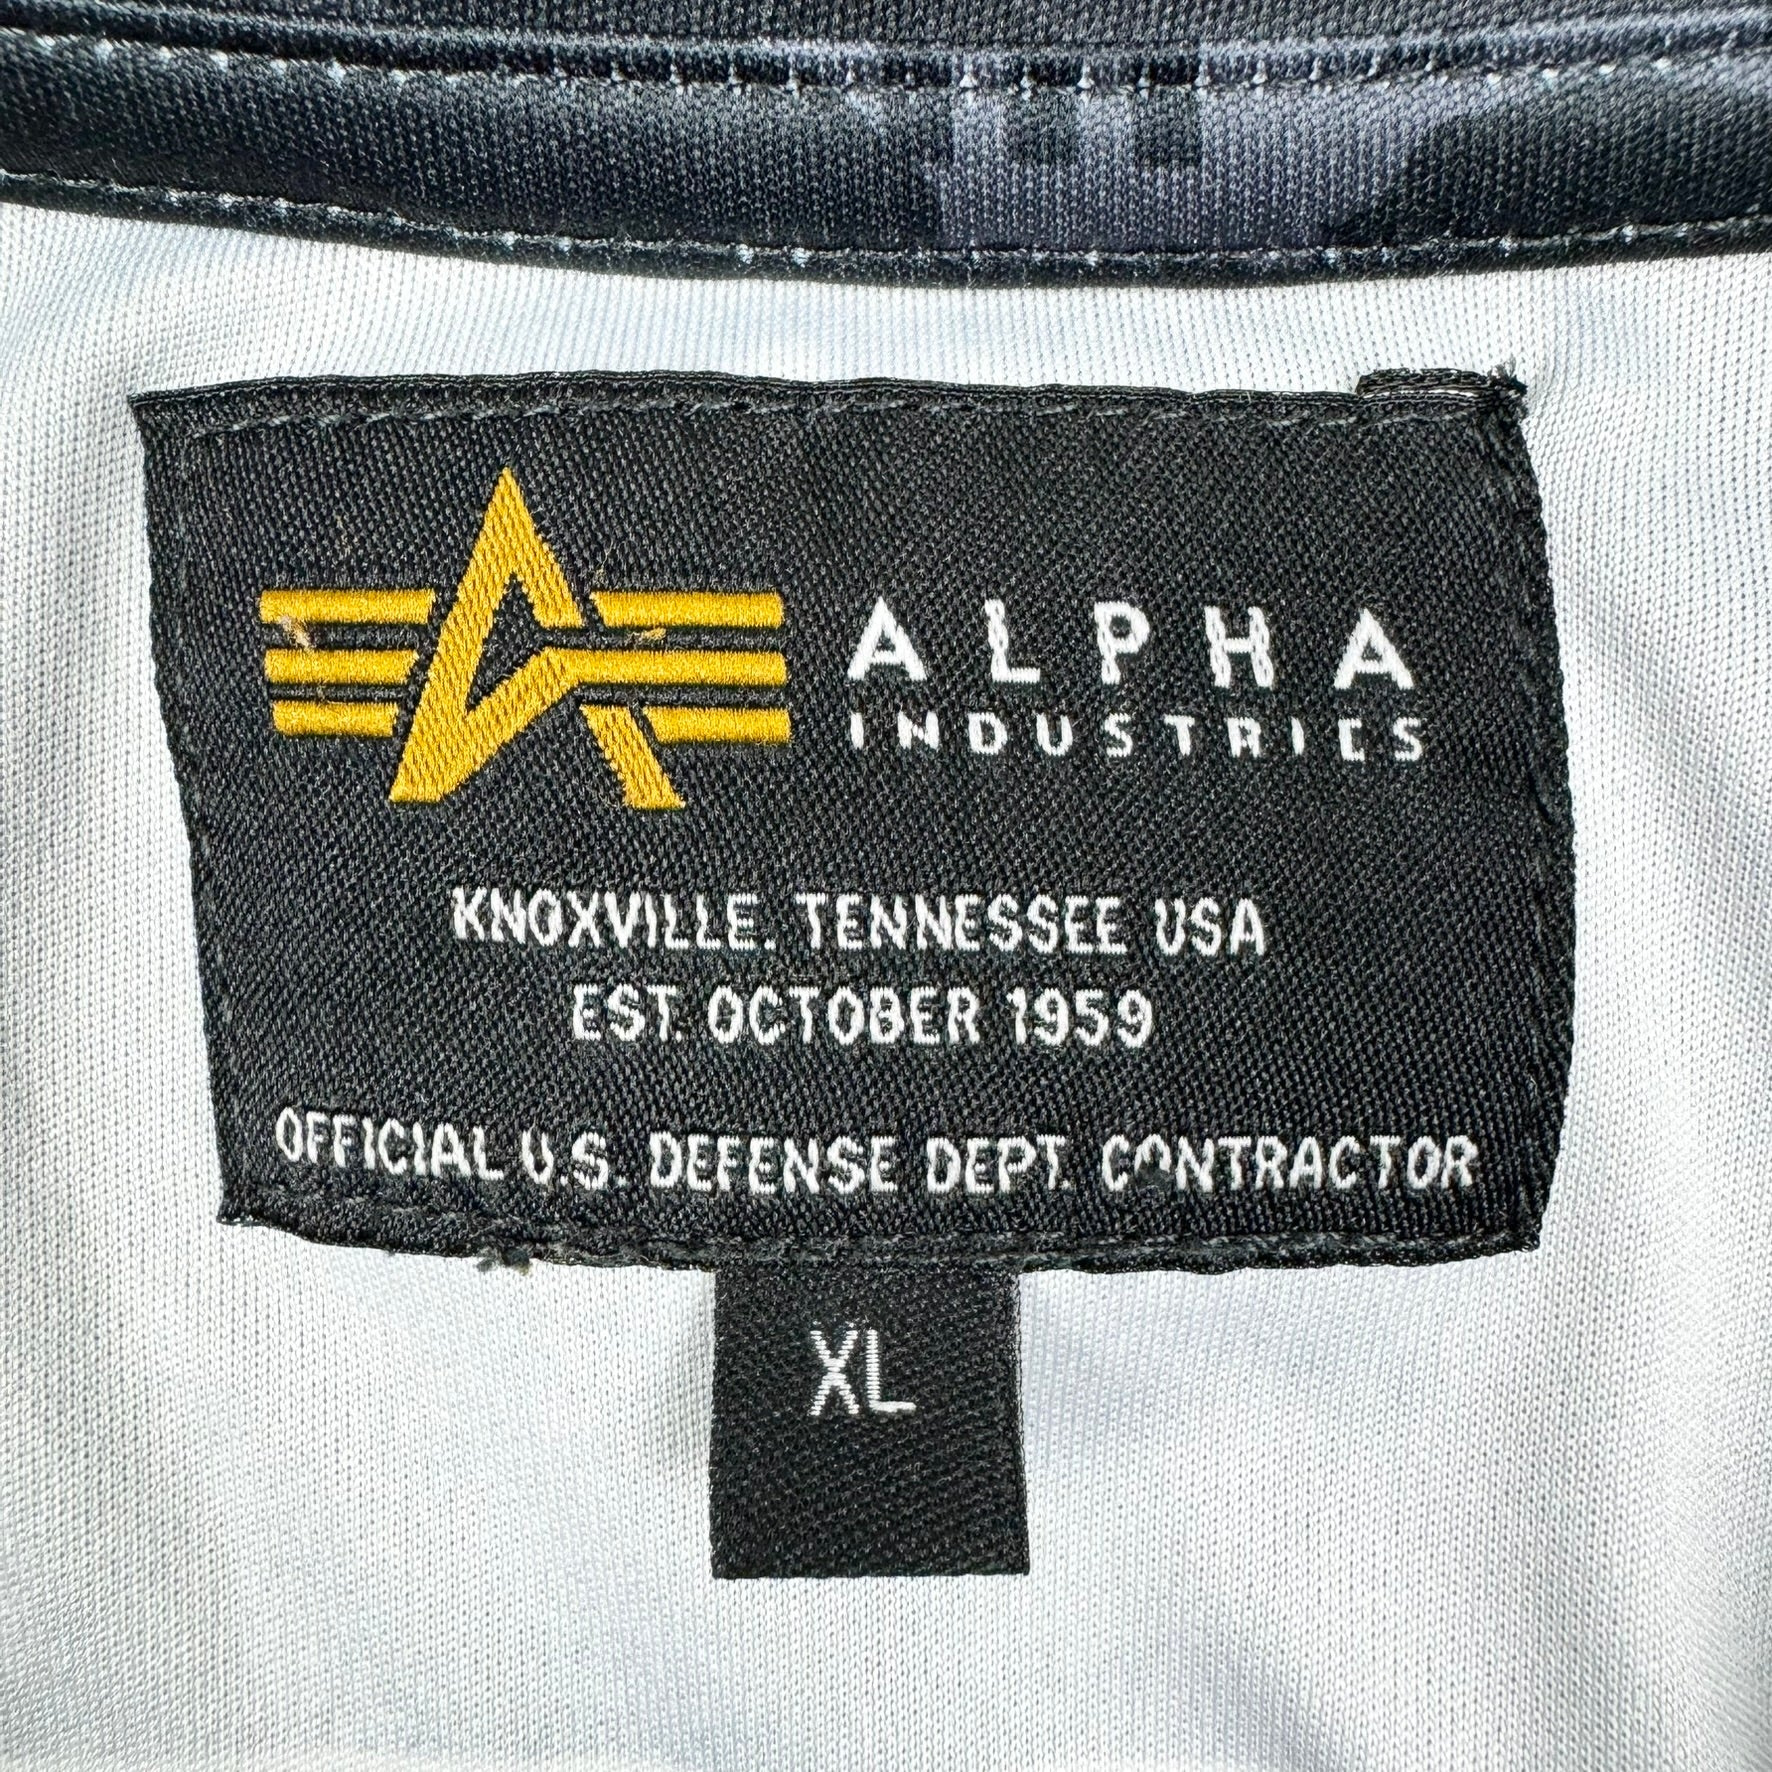 ALPHA
INDUSTRIES
KNOXVILLE, TENNESSEE USA
EST. OCTOBER 1959
OFFICIAL U.S. DEFENSE DEPT. CONTRACTOR
XL